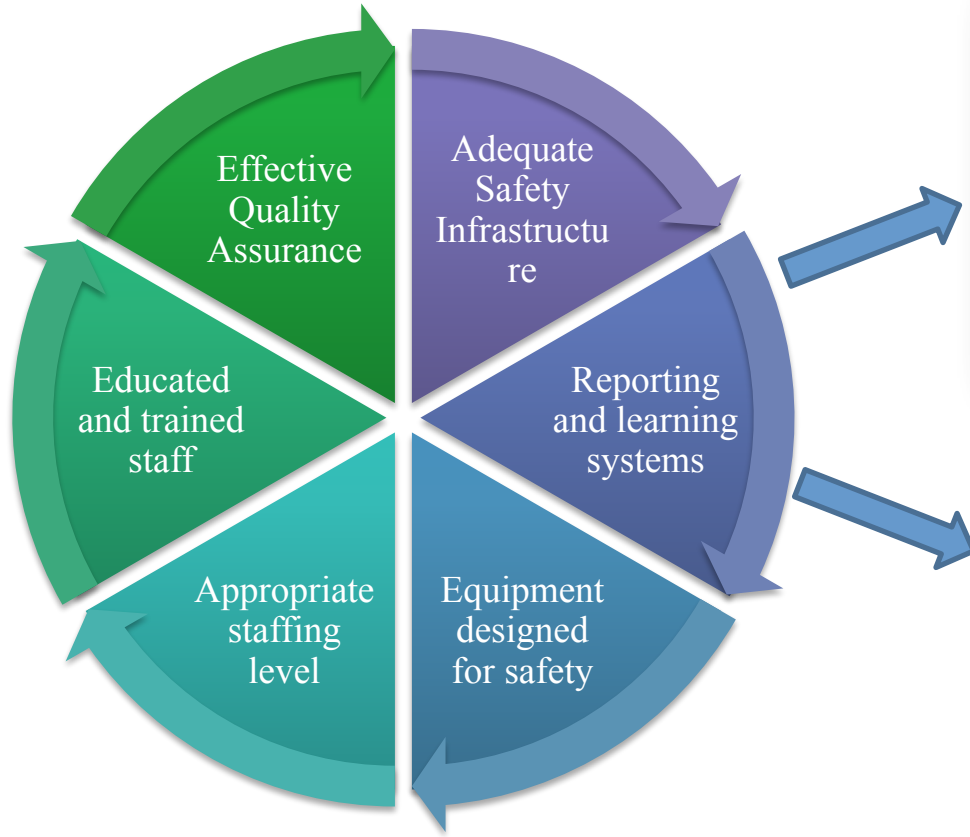 Adequate
Safety
Infrastructu
re
Reporting
and learning
systems
Equipment
designed
for safety
Appropriate
staffing
level
Educated
and trained
staff
Effective
Quality
Assurance